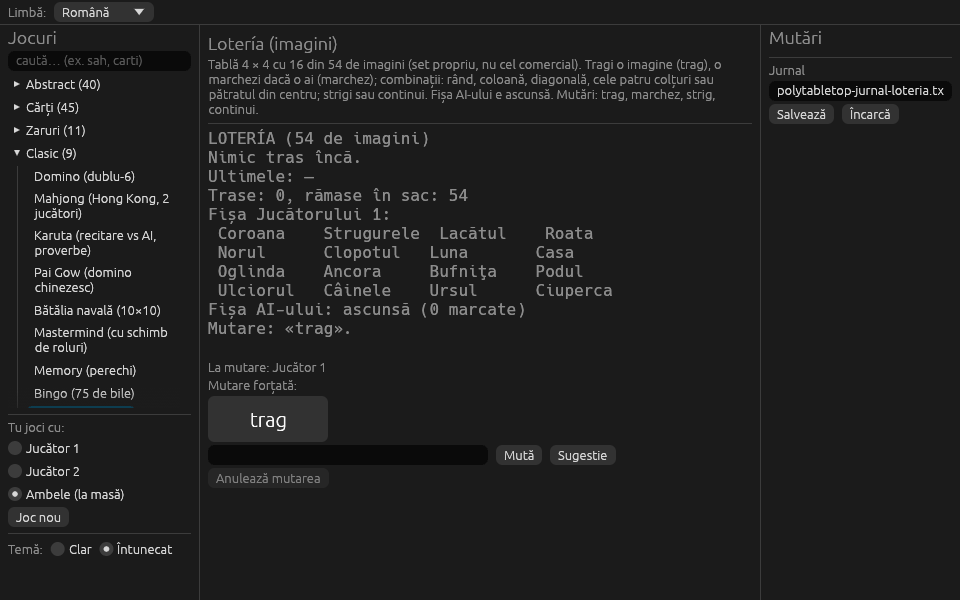 Limbă: Română
Jocuri
caută… (ex. sah, carti)
Abstract (40)
Cărți (45)
Zaruri (11)
Clasic (9)
Domino (dublu-6)
Mahjong (Hong Kong, 2
jucători)
Karuta (recitare vs AI,
proverbe)
Pai Gow (domino
chinezesc)
Bătălia navală (10×10)
Mastermind (cu schimb
de roluri)
Memory (perechi)
Bingo (75 de bile)
Tu joci cu:
Jucător 1
Jucător 2
Ambele (la masă)
Joc nou
Temă: Clar Întunecat
Lotería (imagini)
Tablă 4 × 4 cu 16 din 54 de imagini (set propriu, nu cel comercial). Tragi o imagine (trag), o
marchezi dacă o ai (marchez); combinații: rând, coloană, diagonală, cele patru colțuri sau
pătratul din centru; strigi sau continui. Fișa AI-ului e ascunsă. Mutări: trag, marchez, strig,
continui.
LOTERÍA (54 de imagini)
Nimic tras încă.
Ultimele: —
Trase: 0, rămase în sac: 54
Fișa Jucătorului 1:
Coroana Strugurele Lacătul Roata
Norul Clopotul Luna Casa
Oglinda Ancora Bufnița Podul
Ulciorul Câinele Ursul Ciuperca
Fișa AI-ului: ascunsă (0 marcate)
Mutare: «trag».
La mutare: Jucător 1
Mutare forțată:
trag
Mută Sugestie
Anulează mutarea
Mutări
Jurnal
polytabletop-jurnal-loteria.tx
Salvează Încarcă